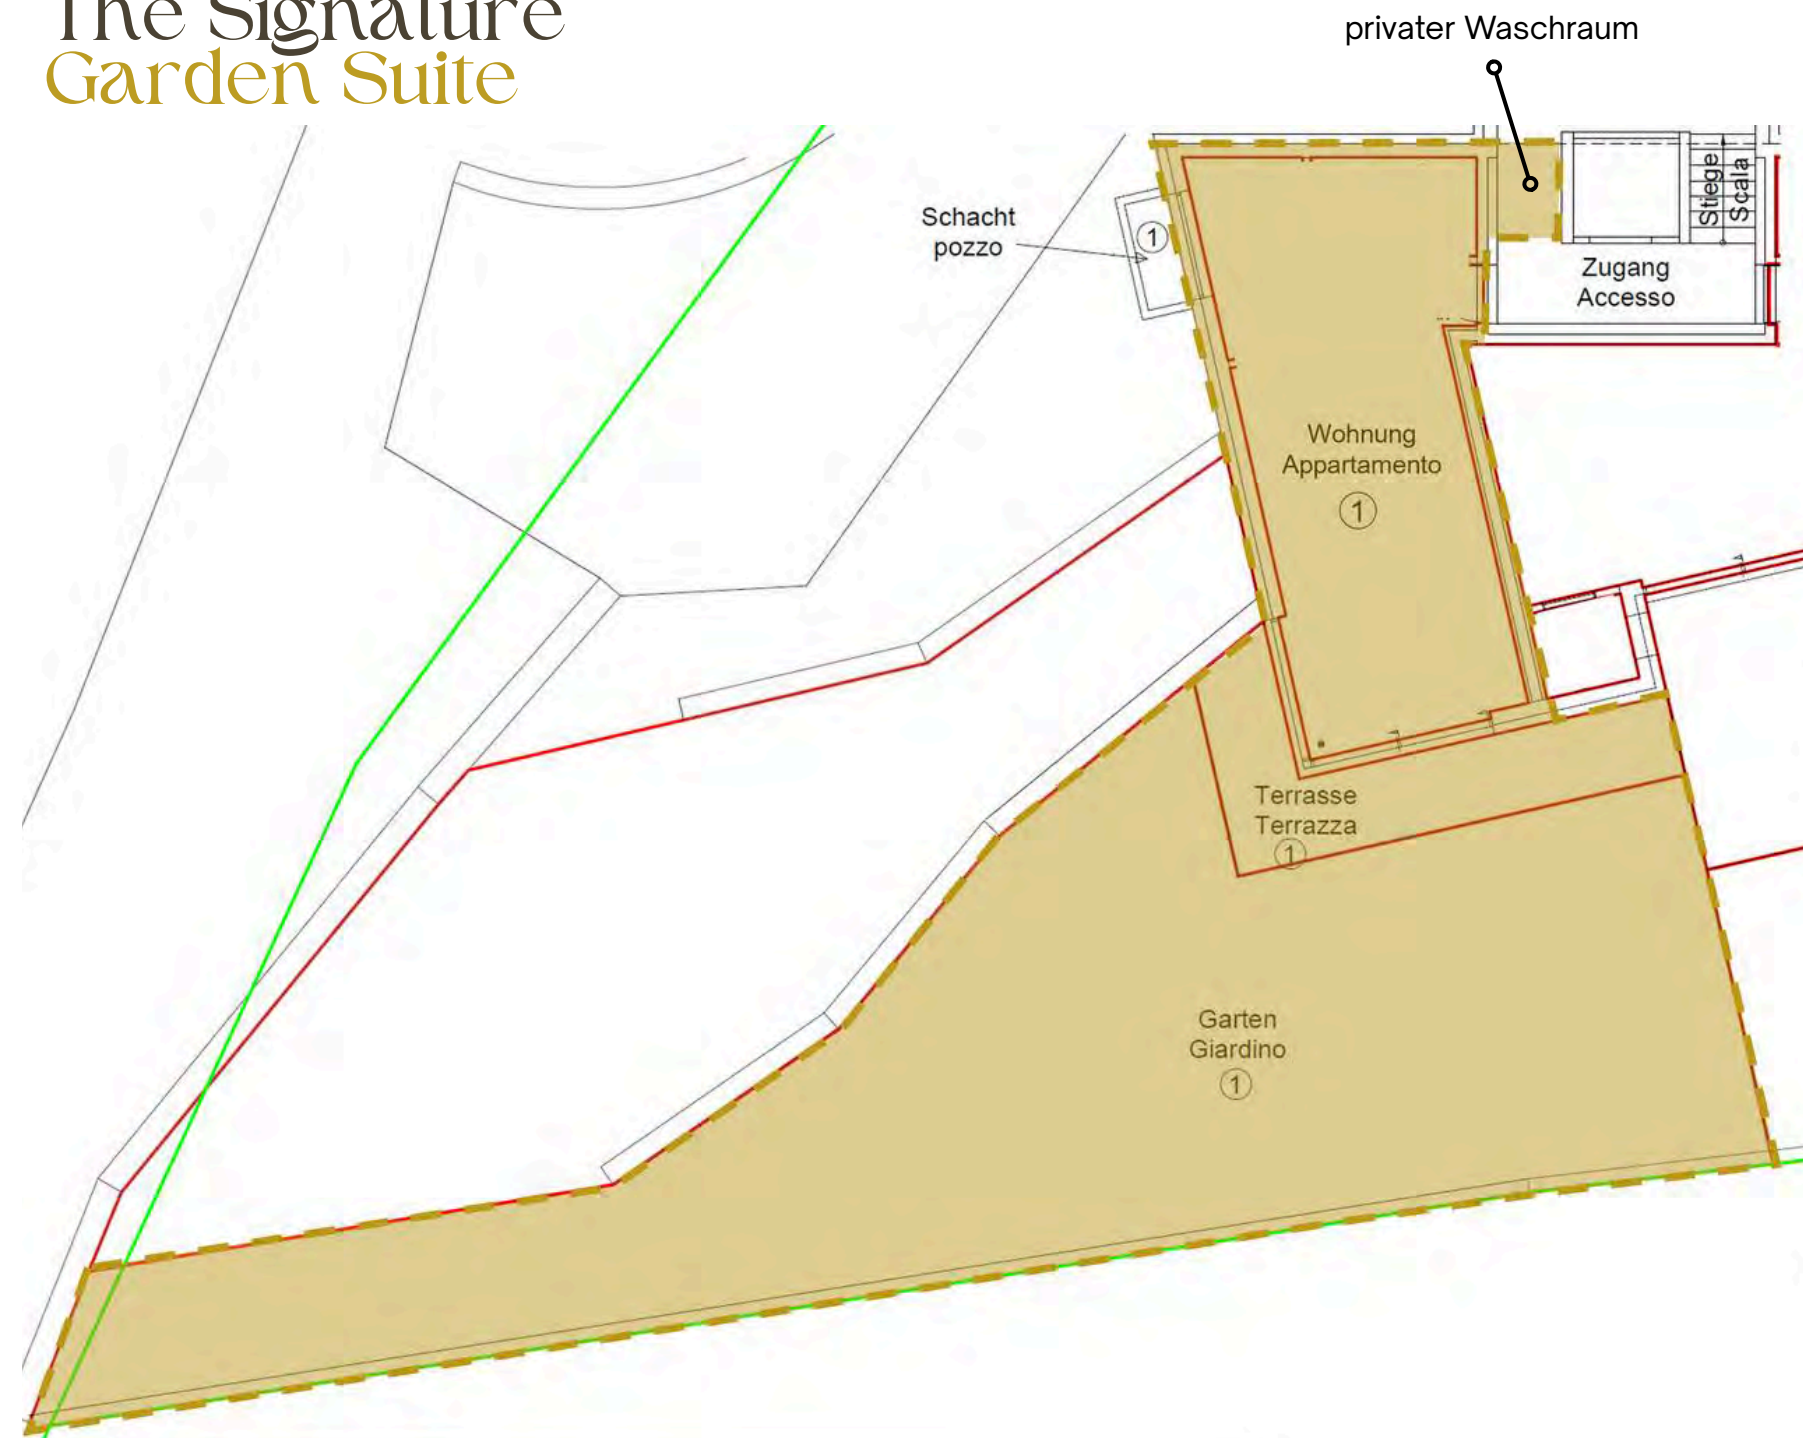 The Signature
Garden Suite
privater Waschraum
Schacht
pozzo
1
Stiege
Scala
Zugang
Accesso
Wohnung
Appartamento
1
Terrasse
Terrazza
1
Garten
Giardino
1